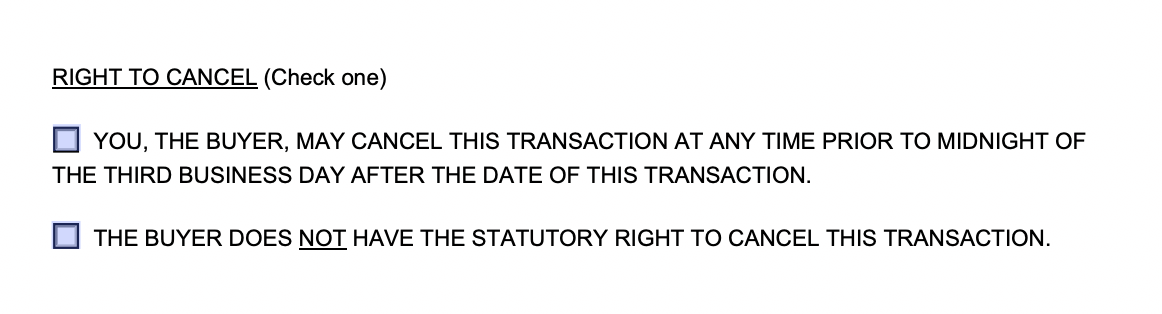 RIGHT TO CANCEL (Check one)
YOU, THE BUYER, MAY CANCEL THIS TRANSACTION AT ANY TIME PRIOR TO MIDNIGHT OF
THE THIRD BUSINESS DAY AFTER THE DATE OF THIS TRANSACTION.
THE BUYER DOES NOT HAVE THE STATUTORY RIGHT TO CANCEL THIS TRANSACTION.